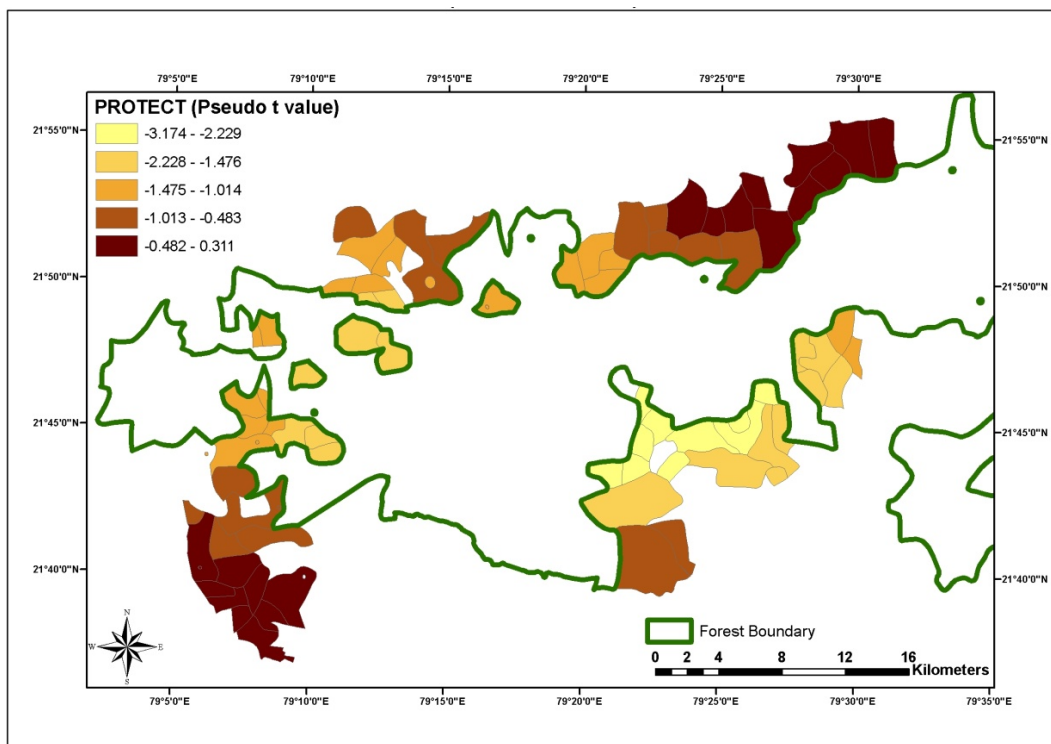 79°5'0"E 79°10'0"E 79°15'0"E 79°20'0"E 79°25'0"E 79°30'0"E
PROTECT (Pseudo t value)
-3.174 - -2.229
-2.228 - -1.476
-1.475 - -1.014
-1.013 - -0.483
-0.482 - 0.311
21°55'0"N 21°55'0"N
21°50'0"N 21°50'0"N
21°45'0"N 21°45'0"N
21°40'0"N 21°40'0"N
N
W E
S
Forest Boundary
0 2 4 8 12 16
Kilometers
79°5'0"E 79°10'0"E 79°15'0"E 79°20'0"E 79°25'0"E 79°30'0"E 79°35'0"E